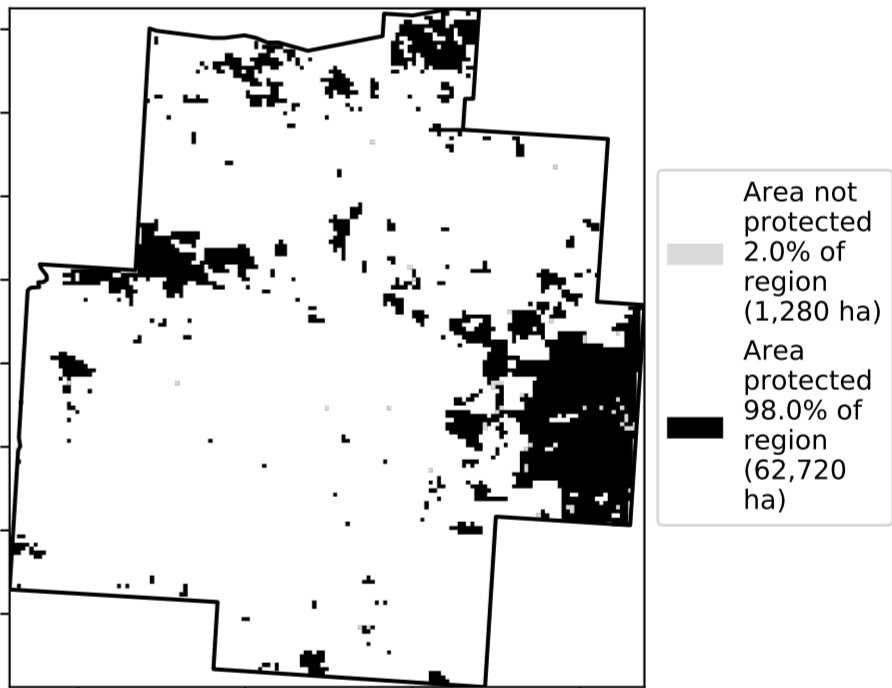 Area not
protected
2.0% of
region
(1,280 ha)
Area
protected
98.0% of
region
(62,720
ha)